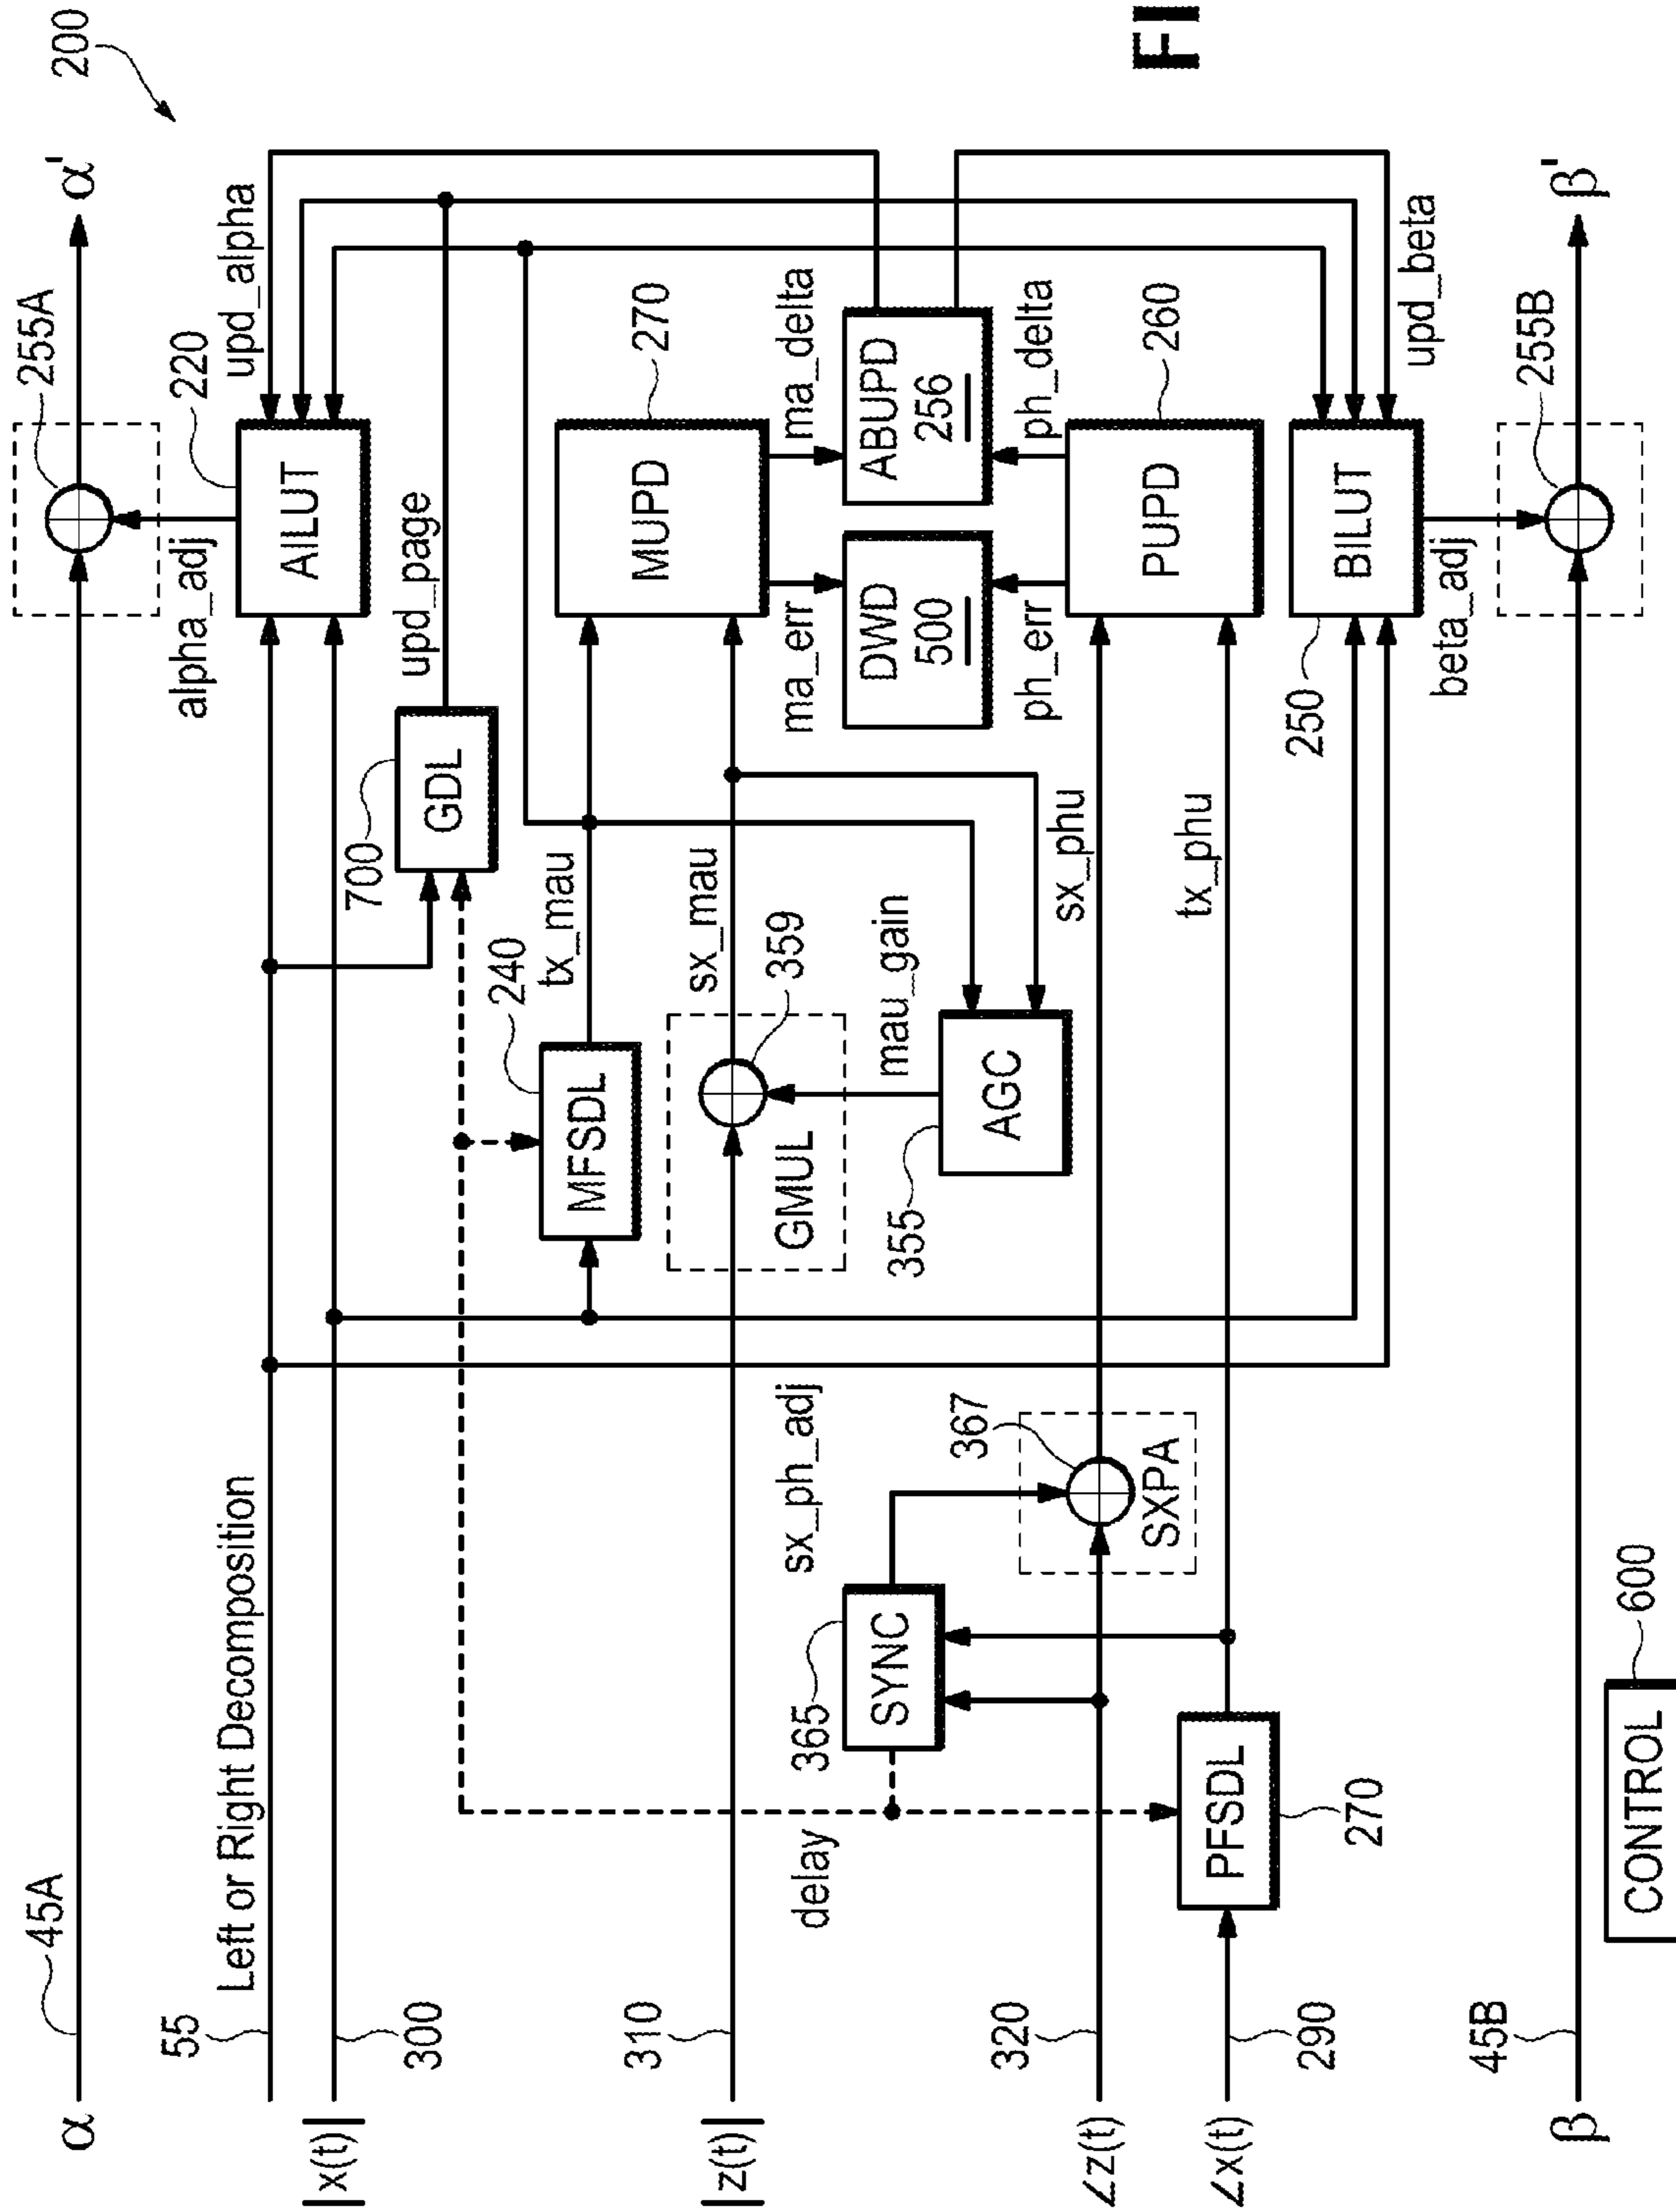 200
α
45A
255A
α'
alpha_adj
220
AILUT
upd_alpha
55
Left or Right Decomposition
|x(t)|
300
700
GDL
upd_page
240
MFSDL
tx_mau
MUPD
270
|z(t)|
310
GMUL
359
sx_mau
ma_err
ma_delta
355
AGC
mau_gain
DWD
500
ABUPD
256
delay
365
SYNC
sx_ph_adj
367
SXPA
ph_err
ph_delta
∠z(t)
320
sx_phu
PUPD
260
∠x(t)
290
PFSDL
270
tx_phu
250
BILUT
upd_beta
beta_adj
β
45B
255B
β'
CONTROL
600
FI